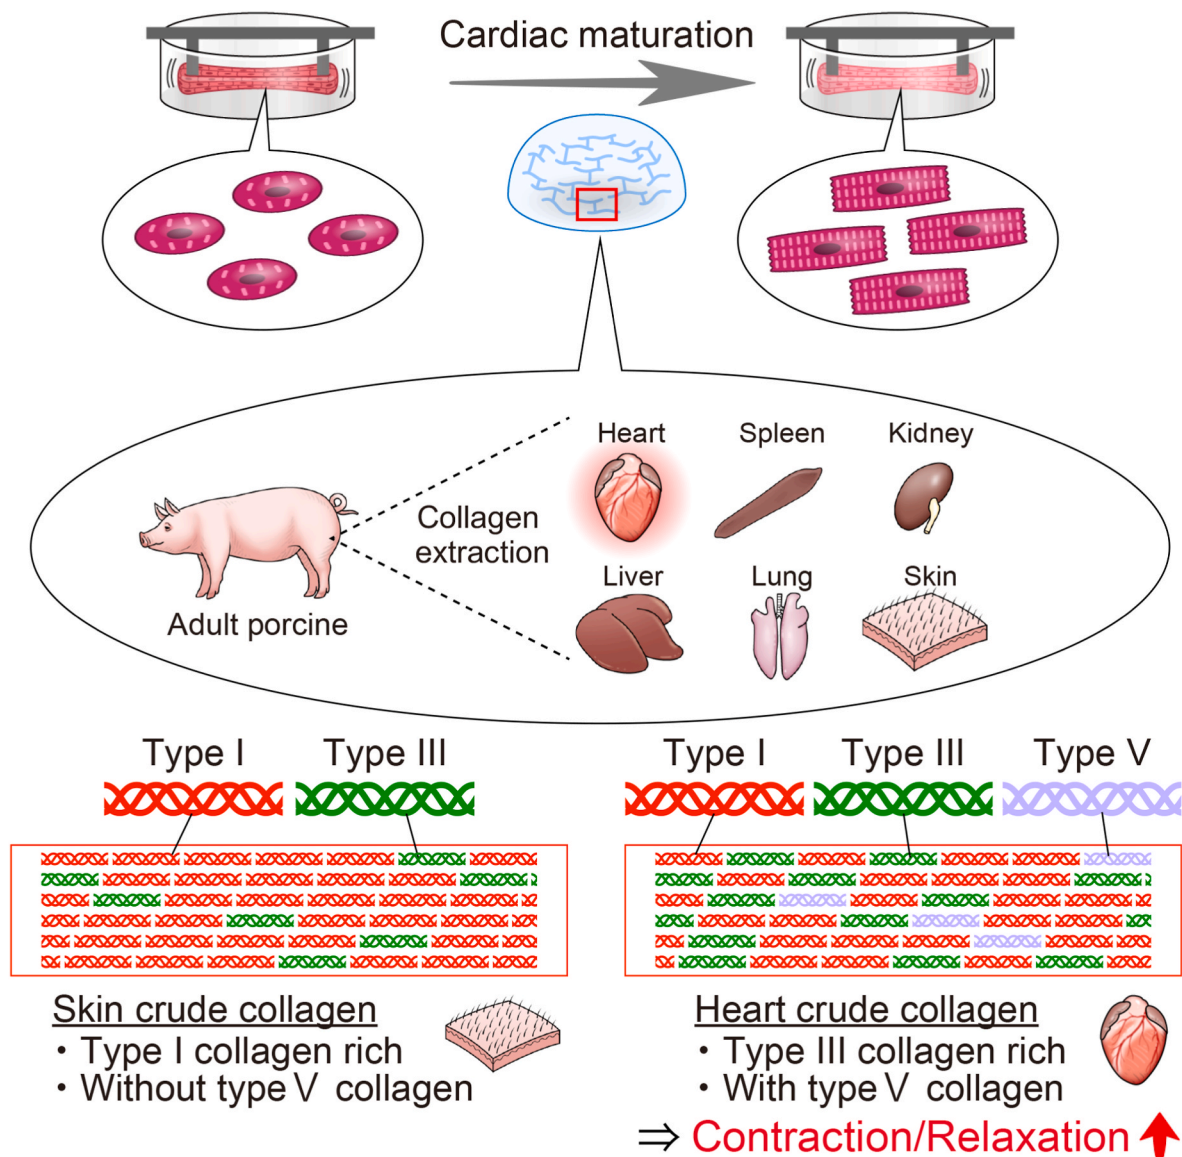 Cardiac maturation
Heart
Spleen
Kidney
Collagen
extraction
Liver
Lung
Skin
Adult porcine
Type I
Type III
Type I
Type III
Type V
Skin crude collagen
・Type I collagen rich
・Without type V collagen
Heart crude collagen
・Type III collagen rich
・With type V collagen
⇒ Contraction/Relaxation